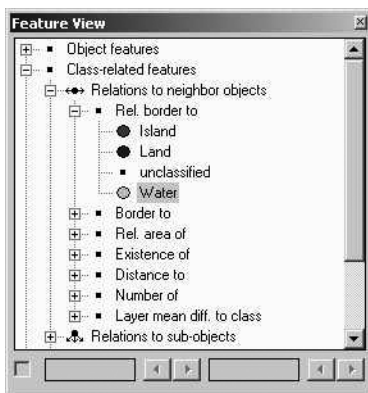 Feature View
Object features
Class-related features
Relations to neighbor objects
Rel. border to
Island
Land
unclassified
Water
Border to
Rel. area of
Existence of
Distance to
Number of
Layer mean diff. to class
Relations to sub-objects